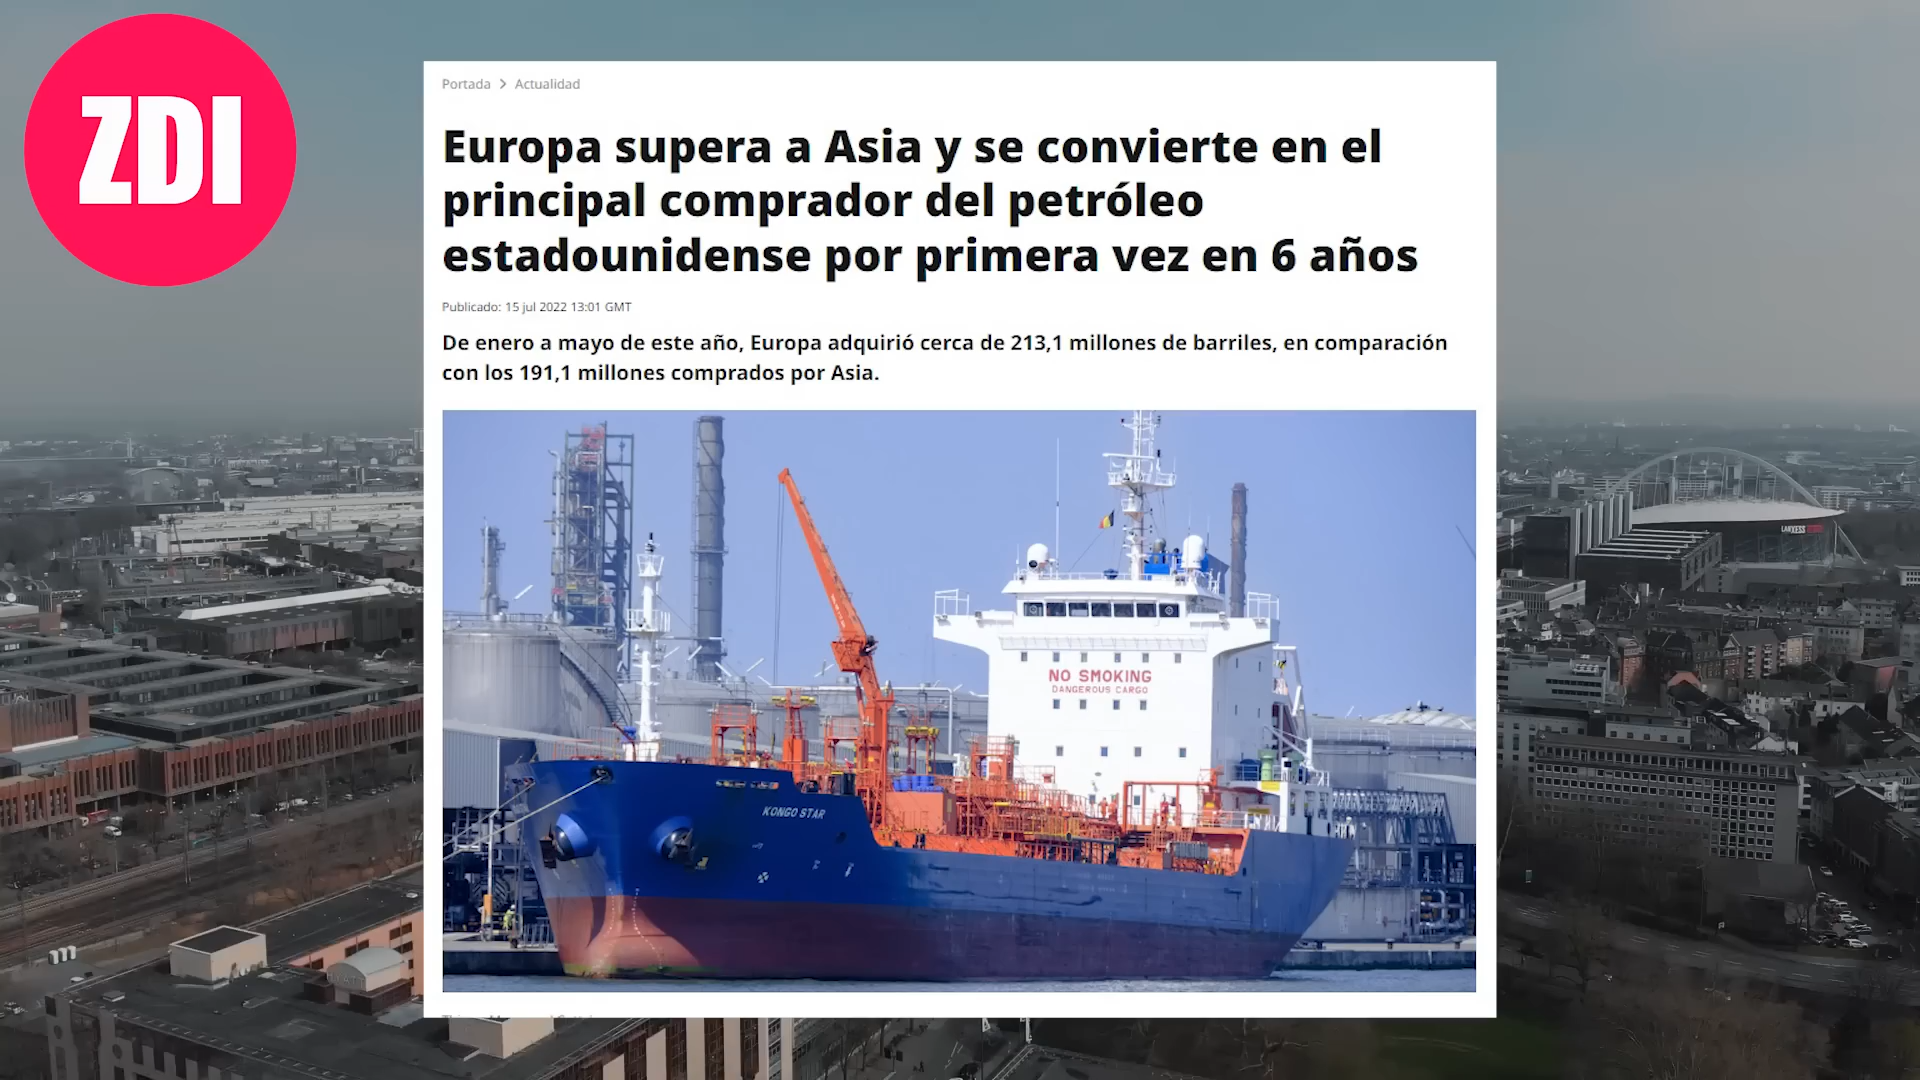 ZDI
Portada > Actualidad
Europa supera a Asia y se convierte en el
principal comprador del petróleo
estadounidense por primera vez en 6 años
Publicado: 15 jul 2022 13:01 GMT
De enero a mayo de este año, Europa adquirió cerca de 213,1 millones de barriles, en comparación
con los 191,1 millones comprados por Asia.
NO SMOKING
DANGEROUS CARGO
KONGO STAR
LANXESS